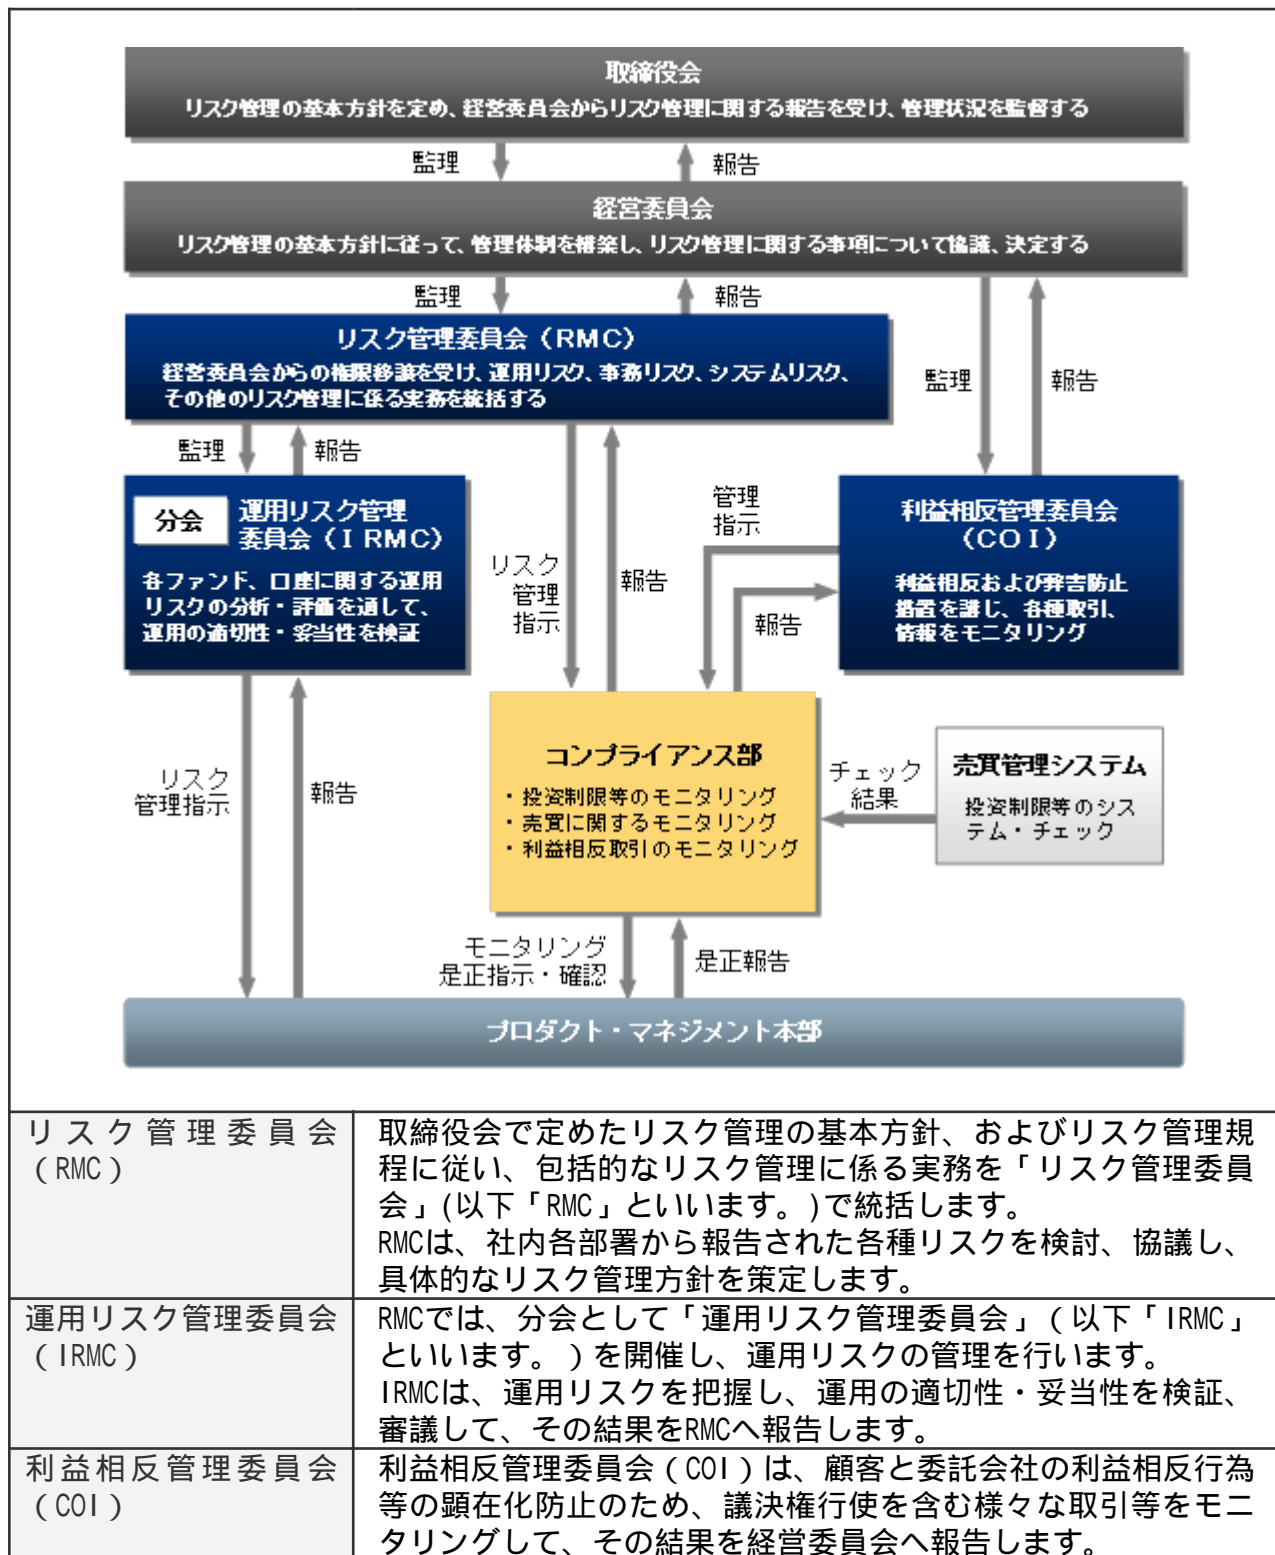 取締役会
リスク管理の基本方針を定め、経営委員会からリスク管理に関する報告を受け、管理状況を監督する
監理
報告
経営委員会
リスク管理の基本方針に従って、管理体制を構築し、リスク管理に関する事項について協議、決定する
監理
報告
リスク管理委員会（RMC）
経営委員会からの権限移譲を受け、運用リスク、事務リスク、システムリスク、
その他のリスク管理に係る実務を統括する
監理
報告
監理
報告
分会
運用リスク管理
委員会（IRMC）
各ファンド、口座に関する運用
リスクの分析・評価を通して、
運用の適切性・妥当性を検証
リスク
管理
指示
報告
管理
指示
報告
利益相反管理委員会
（COI）
利益相反および弊害防止
措置を講じ、各種取引、
情報をモニタリング
リスク
管理指示
報告
コンプライアンス部
・投資制限等のモニタリング
・売買に関するモニタリング
・利益相反取引のモニタリング
チェック
結果
売買管理システム
投資制限等のシス
テム・チェック
モニタリング
是正指示・確認
是正報告
プロダクト・マネジメント本部
リスク管理委員会
（RMC）
取締役会で定めたリスク管理の基本方針、およびリスク管理規
程に従い、包括的なリスク管理に係る実務を「リスク管理委員
会」(以下「RMC」といいます。)で統括します。
RMCは、社内各部署から報告された各種リスクを検討、協議し、
具体的なリスク管理方針を策定します。
運用リスク管理委員会
（IRMC）
RMCでは、分会として「運用リスク管理委員会」（以下「IRMC」
といいます。）を開催し、運用リスクの管理を行います。
IRMCは、運用リスクを把握し、運用の適切性・妥当性を検証、
審議して、その結果をRMCへ報告します。
利益相反管理委員会
（COI）
利益相反管理委員会（COI）は、顧客と委託会社の利益相反行為
等の顕在化防止のため、議決権行使を含む様々な取引等をモニ
タリングして、その結果を経営委員会へ報告します。